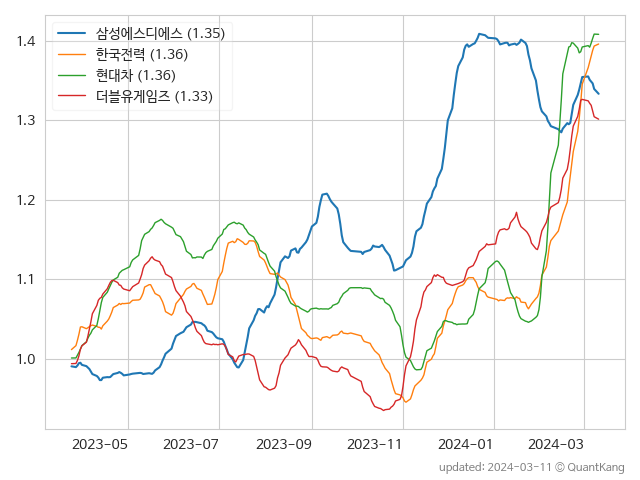 삼성에스디에스 (1.35)
한국전력 (1.36)
현대차 (1.36)
더블유게임즈 (1.33)
1.4
1.3
1.2
1.1
1.0
2023-05 2023-07 2023-09 2023-11 2024-01 2024-03
updated: 2024-03-11 © QuantKang